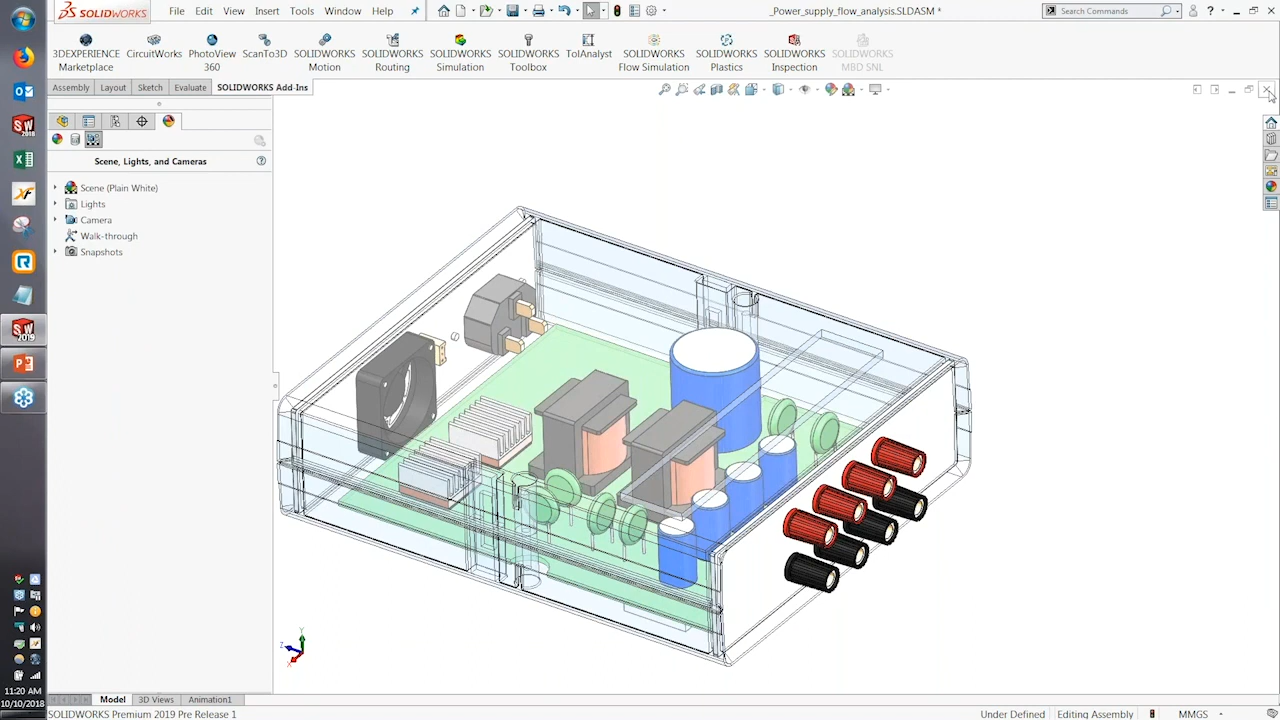 SOLIDWORKS
File Edit View Insert Tools Window Help
_Power_supply_flow_analysis.SLDASM *
Search Commands
3DEXPERIENCE Marketplace
CircuitWorks
PhotoView 360
ScanTo3D
SOLIDWORKS Motion
SOLIDWORKS Routing
SOLIDWORKS Simulation
SOLIDWORKS Toolbox
TolAnalyst
SOLIDWORKS Flow Simulation
SOLIDWORKS Plastics
SOLIDWORKS Inspection
SOLIDWORKS MBD SNL
Assembly Layout Sketch Evaluate SOLIDWORKS Add-Ins
Scene, Lights, and Cameras
Scene (Plain White)
Lights
Camera
Walk-through
Snapshots
SW 2018
SW 2019
Y
Z
X
11:20 AM
10/10/2018
Model 3D Views Animation1
SOLIDWORKS Premium 2019 Pre Release 1
Under Defined Editing Assembly MMGS